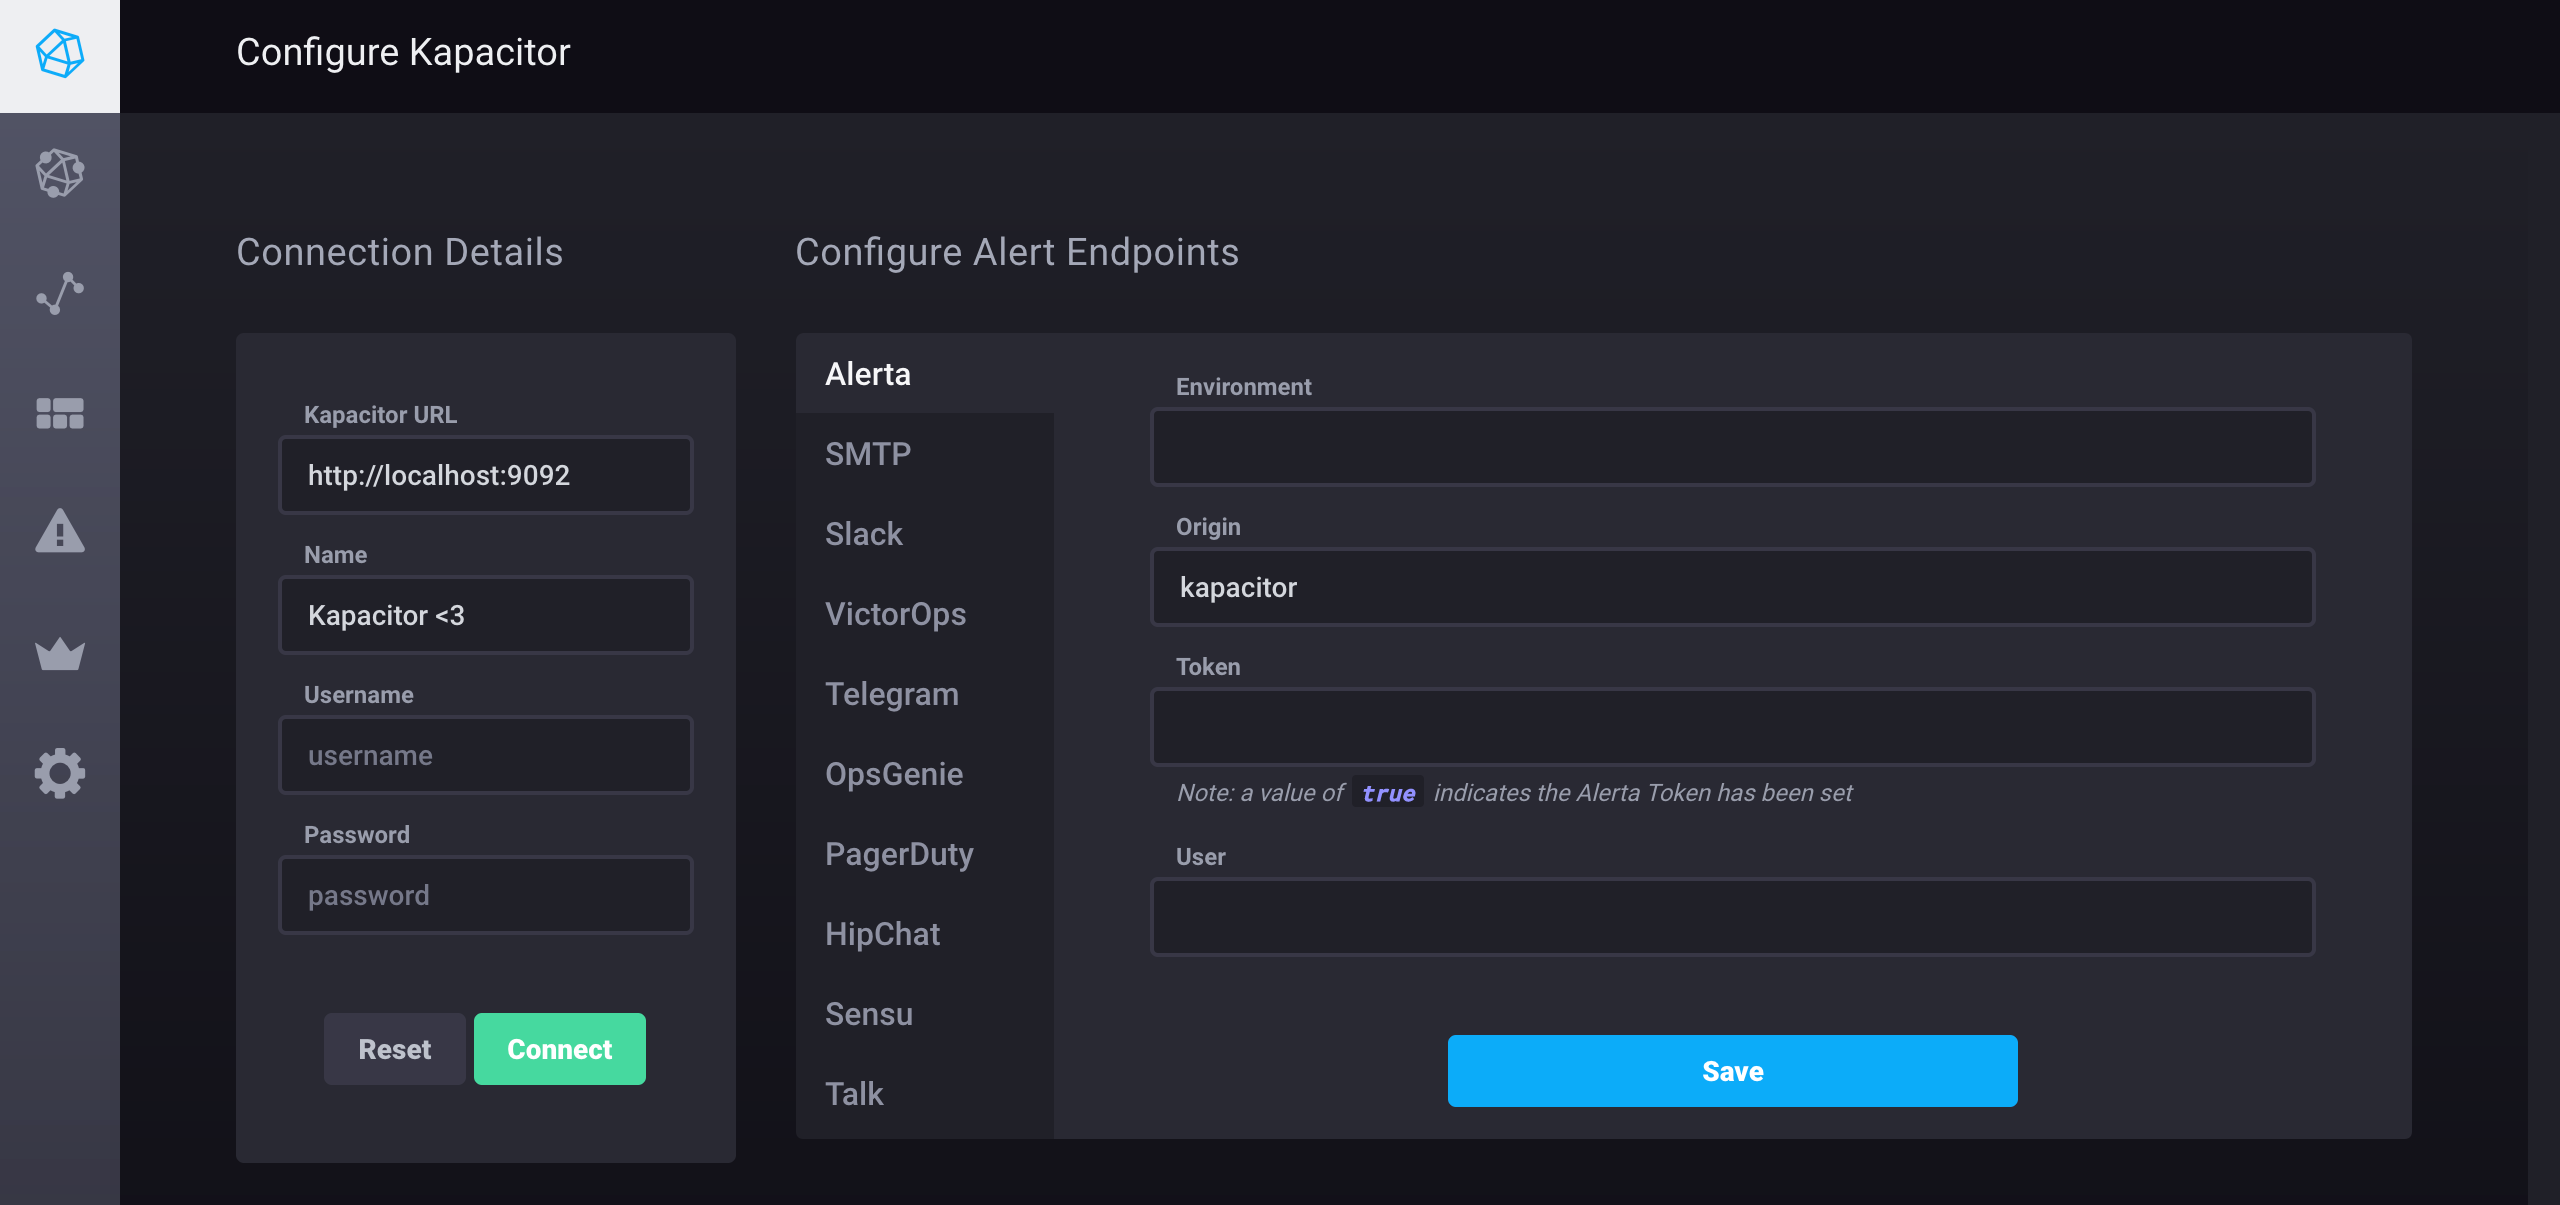 Configure Kapacitor
Connection Details
Kapacitor URL
http://localhost:9092
Name
Kapacitor <3
Username
username
Password
password
Reset
Connect
Configure Alert Endpoints
Alerta
SMTP
Slack
VictorOps
Telegram
OpsGenie
PagerDuty
HipChat
Sensu
Talk
Environment
Origin
kapacitor
Token
Note: a value of true indicates the Alerta Token has been set
User
Save